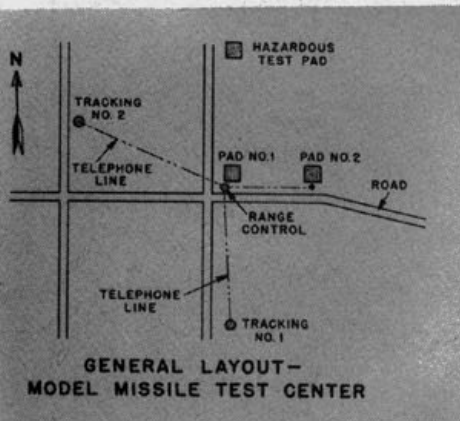 N
HAZARDOUS
TEST PAD
TRACKING
NO. 2
TELEPHONE
LINE
PAD NO.1
PAD NO. 2
ROAD
RANGE
CONTROL
TELEPHONE
LINE
TRACKING
NO. 1
GENERAL LAYOUT—
MODEL MISSILE TEST CENTER